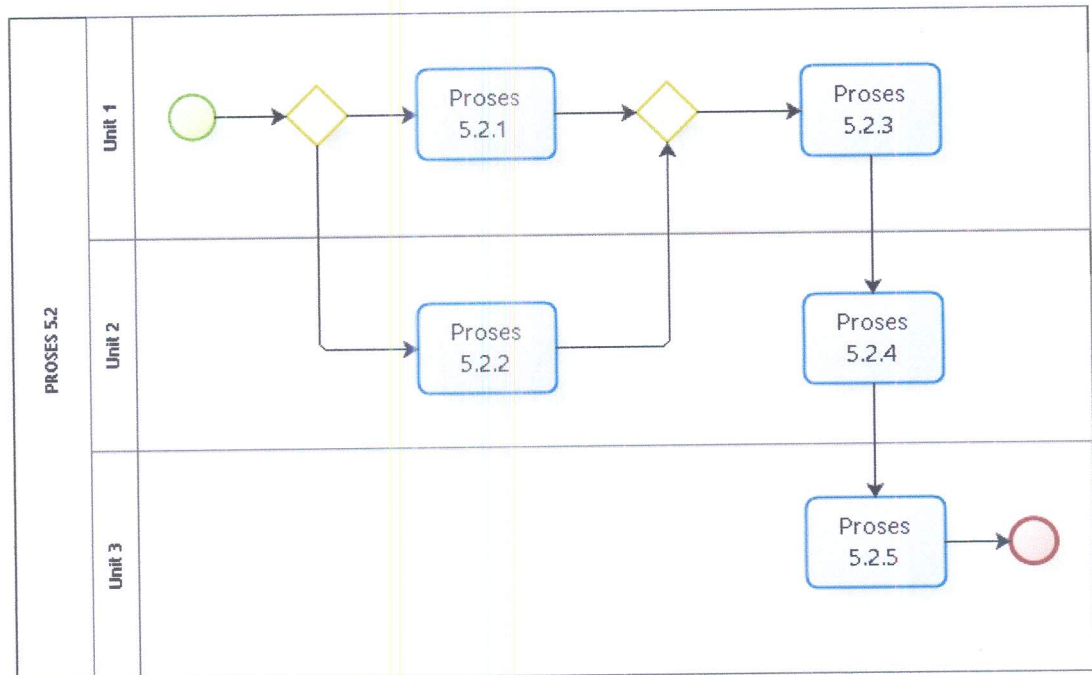 PROSES 5.2
Unit 1
Proses
5.2.1
Proses
5.2.3
Unit 2
Proses
5.2.2
Proses
5.2.4
Unit 3
Proses
5.2.5